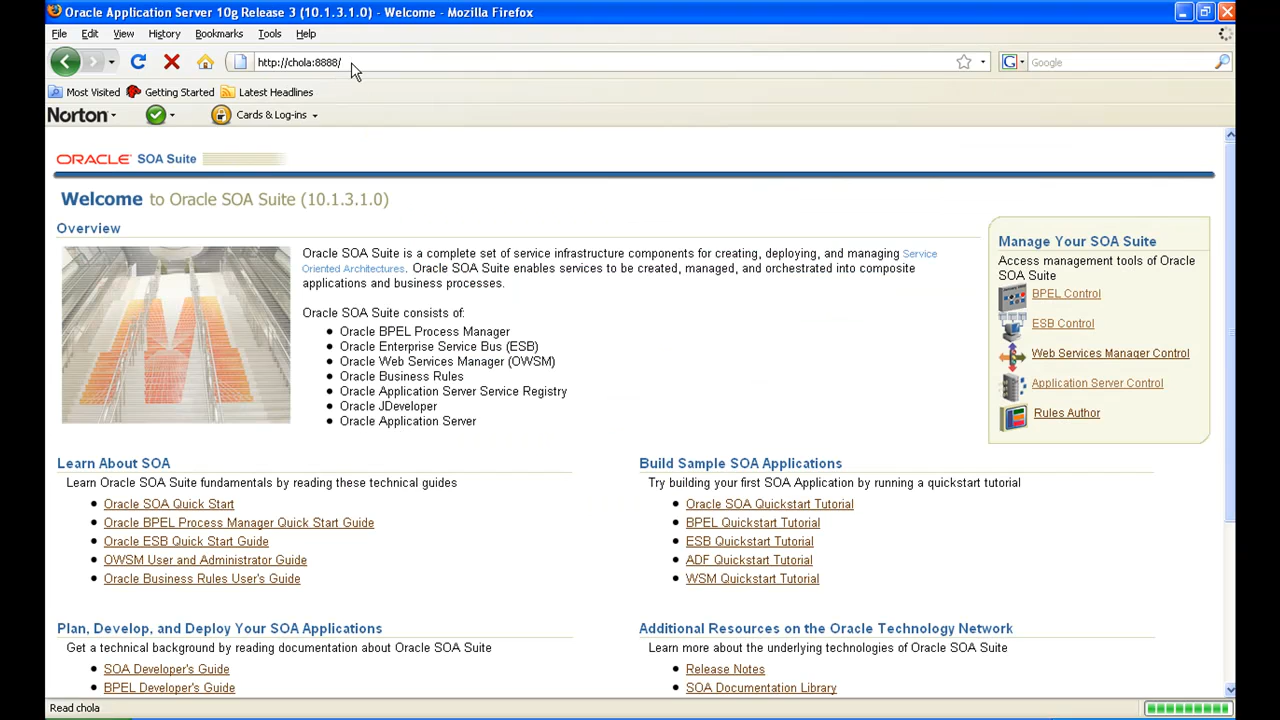 Oracle Application Server 10g Release 3 (10.1.3.1.0) - Welcome - Mozilla Firefox
File Edit View History Bookmarks Tools Help
http://chola:8888/
G Google
Most Visited Getting Started Latest Headlines
Norton Cards & Log-ins
ORACLE SOA Suite
Welcome to Oracle SOA Suite (10.1.3.1.0)
Overview
Oracle SOA Suite is a complete set of service infrastructure components for creating, deploying, and managing Service
Oriented Architectures. Oracle SOA Suite enables services to be created, managed, and orchestrated into composite
applications and business processes.
Oracle SOA Suite consists of:
• Oracle BPEL Process Manager
• Oracle Enterprise Service Bus (ESB)
• Oracle Web Services Manager (OWSM)
• Oracle Business Rules
• Oracle Application Server Service Registry
• Oracle JDeveloper
• Oracle Application Server
Manage Your SOA Suite
Access management tools of Oracle
SOA Suite
BPEL Control
ESB Control
Web Services Manager Control
Application Server Control
Rules Author
Learn About SOA
Learn Oracle SOA Suite fundamentals by reading these technical guides
• Oracle SOA Quick Start
• Oracle BPEL Process Manager Quick Start Guide
• Oracle ESB Quick Start Guide
• OWSM User and Administrator Guide
• Oracle Business Rules User's Guide
Build Sample SOA Applications
Try building your first SOA Application by running a quickstart tutorial
• Oracle SOA Quickstart Tutorial
• BPEL Quickstart Tutorial
• ESB Quickstart Tutorial
• ADF Quickstart Tutorial
• WSM Quickstart Tutorial
Plan, Develop, and Deploy Your SOA Applications
Get a technical background by reading documentation about Oracle SOA Suite
• SOA Developer's Guide
• BPEL Developer's Guide
Additional Resources on the Oracle Technology Network
Learn more about the underlying technologies of Oracle SOA Suite
• Release Notes
• SOA Documentation Library
Read chola